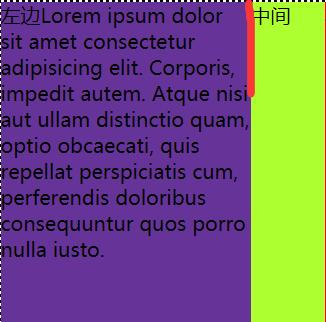 左边Lorem ipsum dolor
sit amet consectetur
adipisicing elit. Corporis,
impedit autem. Atque nisi
aut ullam distinctio quam,
optio obcaecati, quis
repellat perspiciatis cum,
perferendis doloribus
consequuntur quos porro
nulla iusto.
中间